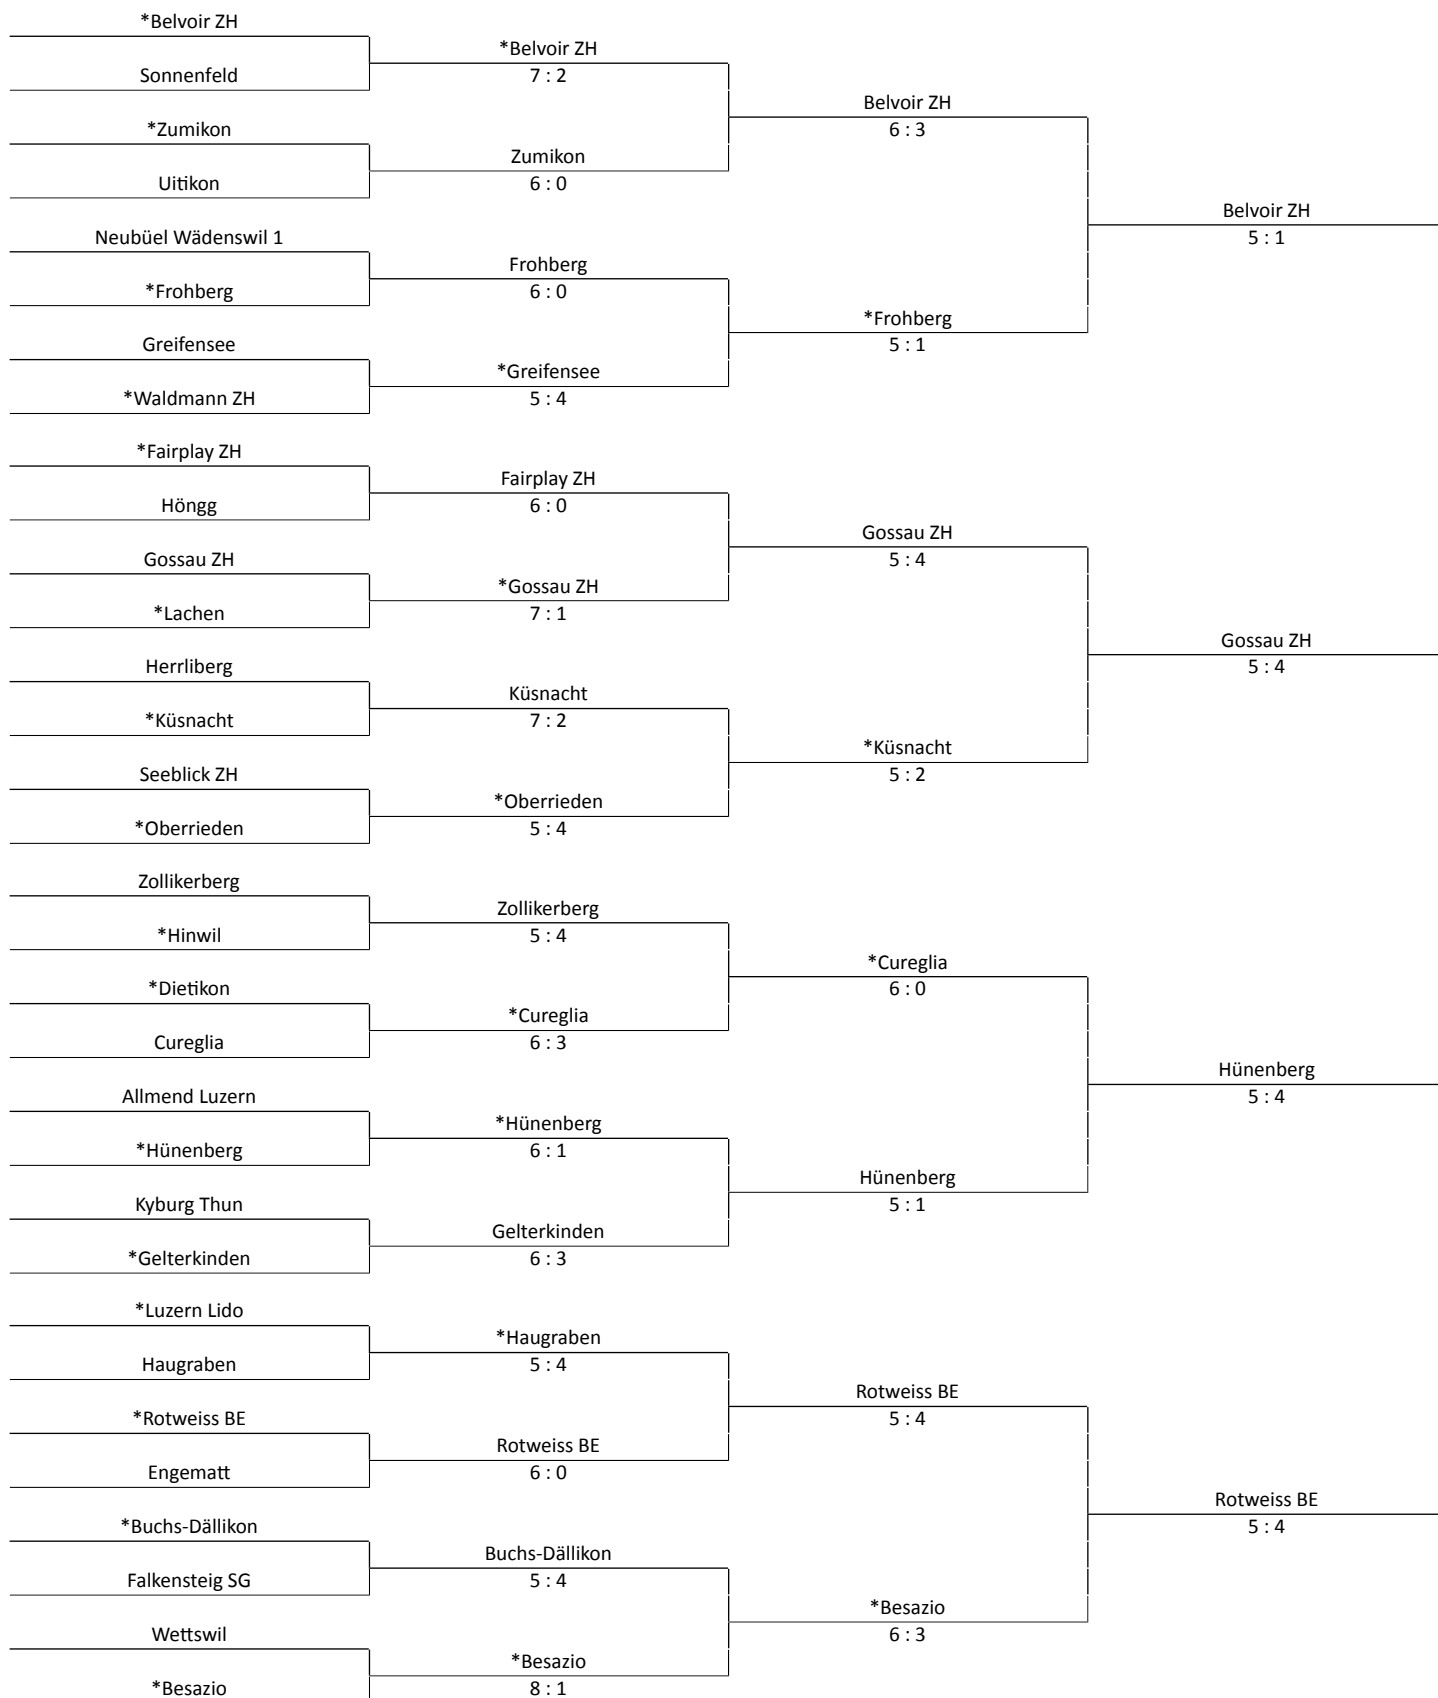 *Belvoir ZH
Sonnenfeld
*Zumikon
Uitikon
Neubüel Wädenswil 1
*Frohberg
Greifensee
*Waldmann ZH
*Fairplay ZH
Höngg
Gossau ZH
*Lachen
Herrliberg
*Küsnacht
Seeblick ZH
*Oberrieden
Zollikerberg
*Hinwil
*Dietikon
Cureglia
Allmend Luzern
*Hünenberg
Kyburg Thun
*Gelterkinden
*Luzern Lido
Haugraben
*Rotweiss BE
Engematt
*Buchs-Dällikon
Falkensteig SG
Wettswil
*Besazio
*Belvoir ZH
7 : 2
Zumikon
6 : 0
Frohberg
6 : 0
*Greifensee
5 : 4
Fairplay ZH
6 : 0
*Gossau ZH
7 : 1
Küsnacht
7 : 2
*Oberrieden
5 : 4
Zollikerberg
5 : 4
*Cureglia
6 : 3
*Hünenberg
6 : 1
Gelterkinden
6 : 3
*Haugraben
5 : 4
Rotweiss BE
6 : 0
Buchs-Dällikon
5 : 4
*Besazio
8 : 1
Belvoir ZH
6 : 3
*Frohberg
5 : 1
Gossau ZH
5 : 4
*Küsnacht
5 : 2
*Cureglia
6 : 0
Hünenberg
5 : 1
Rotweiss BE
5 : 4
*Besazio
6 : 3
Belvoir ZH
5 : 1
Gossau ZH
5 : 4
Hünenberg
5 : 4
Rotweiss BE
5 : 4